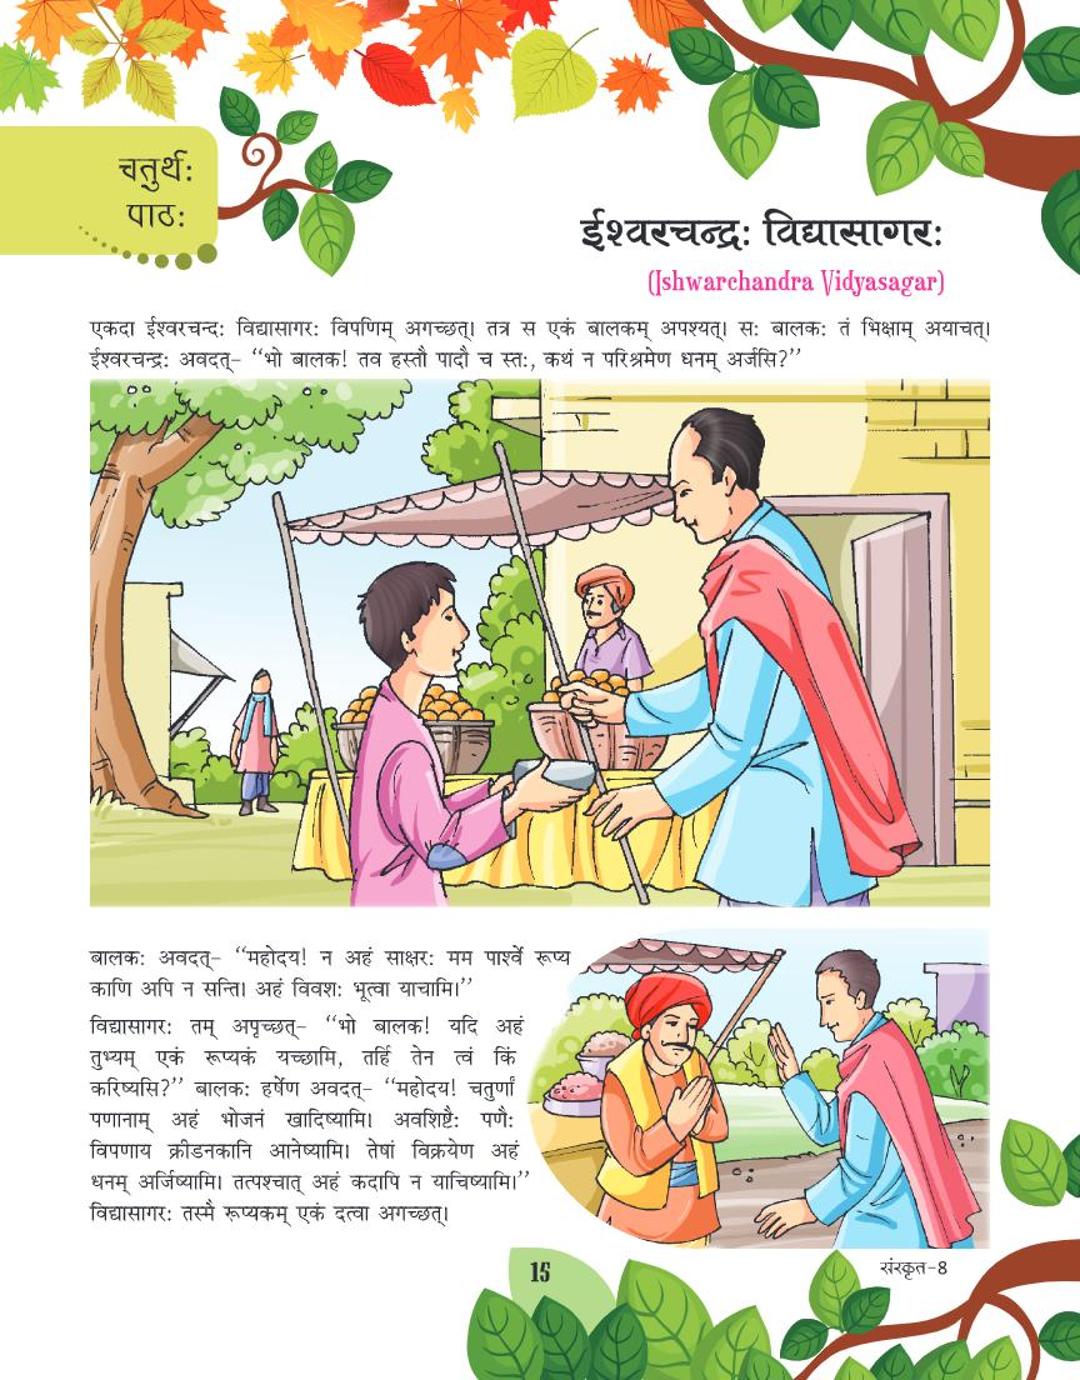 चतुर्थः
पाठः
ईश्वरचन्द्रः विद्यासागरः
(Ishwarchandra Vidyasagar)
एकदा ईश्वरचन्दः विद्यासागरः विपणिम् अगच्छत्। तत्र स एकं बालकम् अपश्यत्। सः बालकः तं भिक्षाम् अयाचत्।
ईश्वरचन्द्रः अवदत्– “भो बालक! तव हस्तौ पादौ च स्तः, कथं न परिश्रमेण धनम् अर्जसि?”
बालकः अवदत्– “महोदय! न अहं साक्षरः मम पार्श्वे रूप्य
काणि अपि न सन्ति। अहं विवशः भूत्वा याचामि।”
विद्यासागरः तम् अपृच्छत्– “भो बालक! यदि अहं
तुभ्यम् एकं रूप्यकं यच्छामि, तर्हि तेन त्वं किं
करिष्यसि?” बालकः हर्षेण अवदत्– “महोदय! चतुर्णां
पणानाम् अहं भोजनं खादिष्यामि। अवशिष्टैः पणैः
विपणाय क्रीडनकानि आनेष्यामि। तेषां विक्रयेण अहं
धनम् अर्जिष्यामि। तत्पश्चात् अहं कदापि न याचिष्यामि।”
विद्यासागरः तस्मै रूप्यकम् एकं दत्वा अगच्छत्।
15
संस्कृत–8